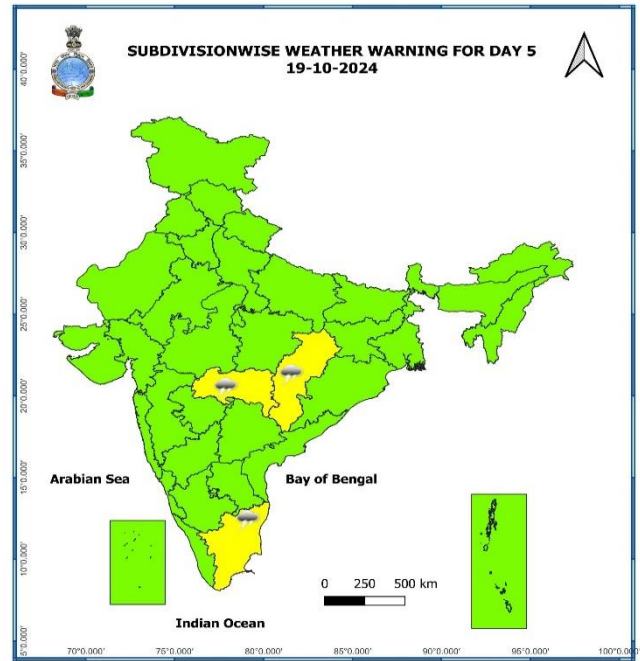 SUBDIVISIONWISE WEATHER WARNING FOR DAY 5
19-10-2024
40°0.000'
35°0.000'
30°0.000'
25°0.000'
20°0.000'
15°0.000'
10°0.000'
5°0.000'
Arabian Sea
Bay of Bengal
0 250 500 km
Indian Ocean
70°0.000' 75°0.000' 80°0.000' 85°0.000' 90°0.000' 95°0.000' 100°0.000'